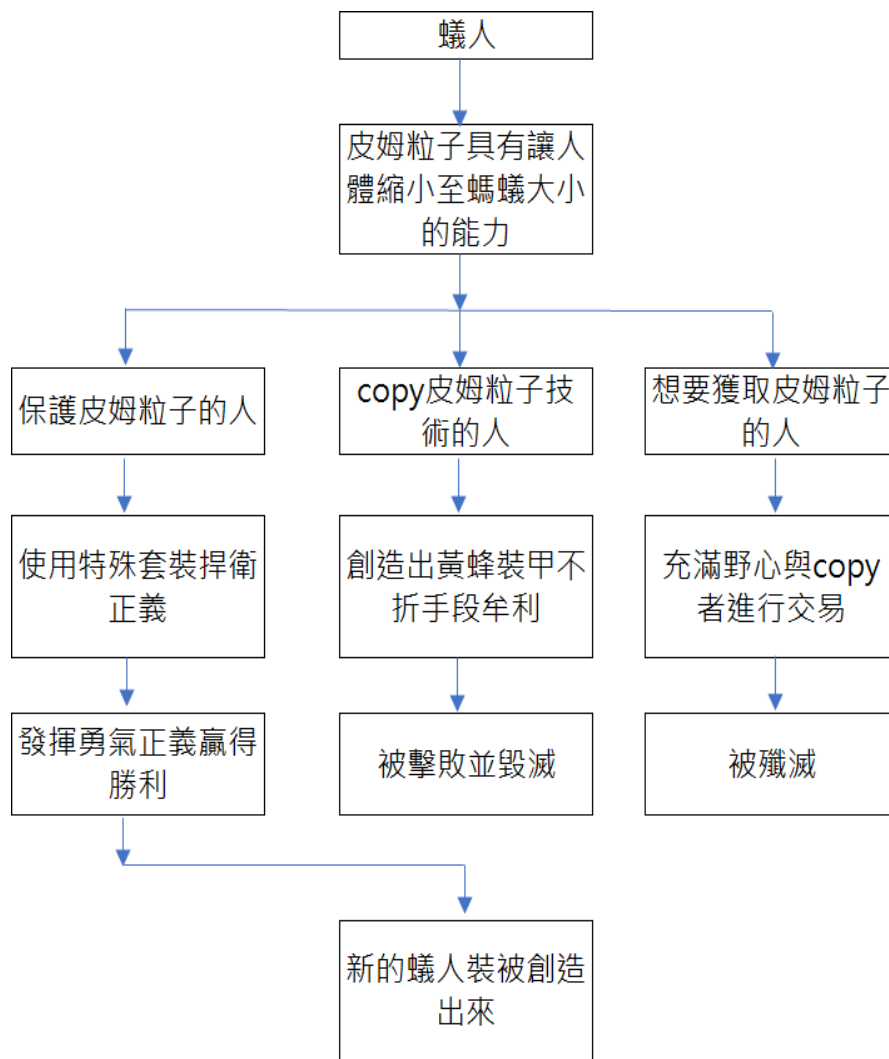 蟻人
皮姆粒子具有讓人
體縮小至螞蟻大小
的能力
保護皮姆粒子的人
copy皮姆粒子技
術的人
想要獲取皮姆粒子
的人
使用特殊套裝捍衛
正義
創造出黃蜂裝甲不
折手段牟利
充滿野心與copy
者進行交易
發揮勇氣正義贏得
勝利
被擊敗並毀滅
被殲滅
新的蟻人裝被創造
出來